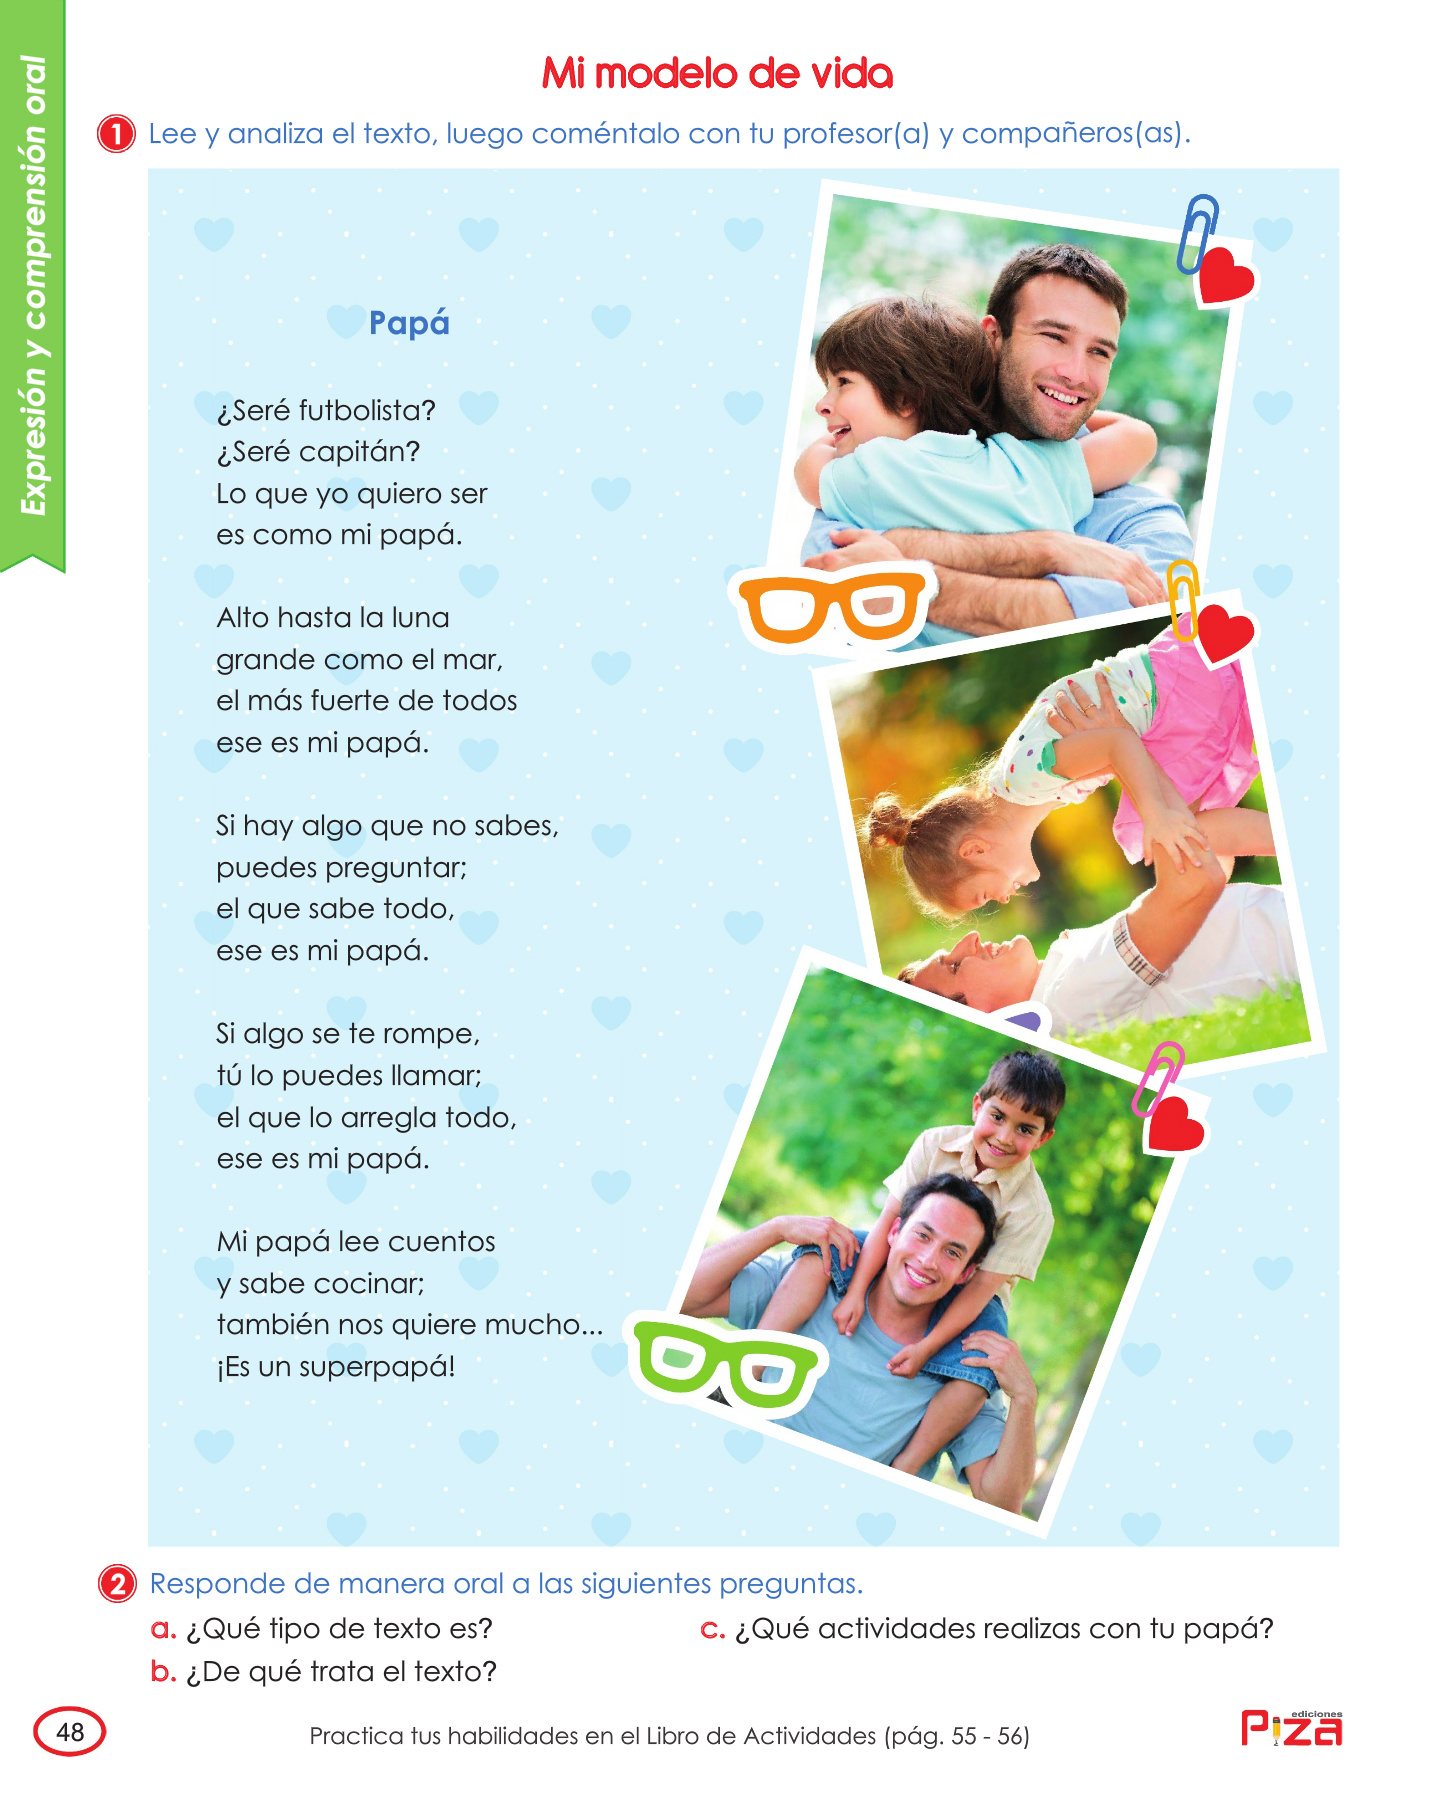 Expresión y comprensión oral
Mi modelo de vida
1 Lee y analiza el texto, luego coméntalo con tu profesor(a) y compañeros(as).
Papá
¿Seré futbolista?
¿Seré capitán?
Lo que yo quiero ser
es como mi papá.
Alto hasta la luna
grande como el mar,
el más fuerte de todos
ese es mi papá.
Si hay algo que no sabes,
puedes preguntar;
el que sabe todo,
ese es mi papá.
Si algo se te rompe,
tú lo puedes llamar;
el que lo arregla todo,
ese es mi papá.
Mi papá lee cuentos
y sabe cocinar;
también nos quiere mucho...
¡Es un superpapá!
2 Responde de manera oral a las siguientes preguntas.
a. ¿Qué tipo de texto es?
b. ¿De qué trata el texto?
c. ¿Qué actividades realizas con tu papá?
48
Practica tus habilidades en el Libro de Actividades (pág. 55 - 56)
ediciones
Piza